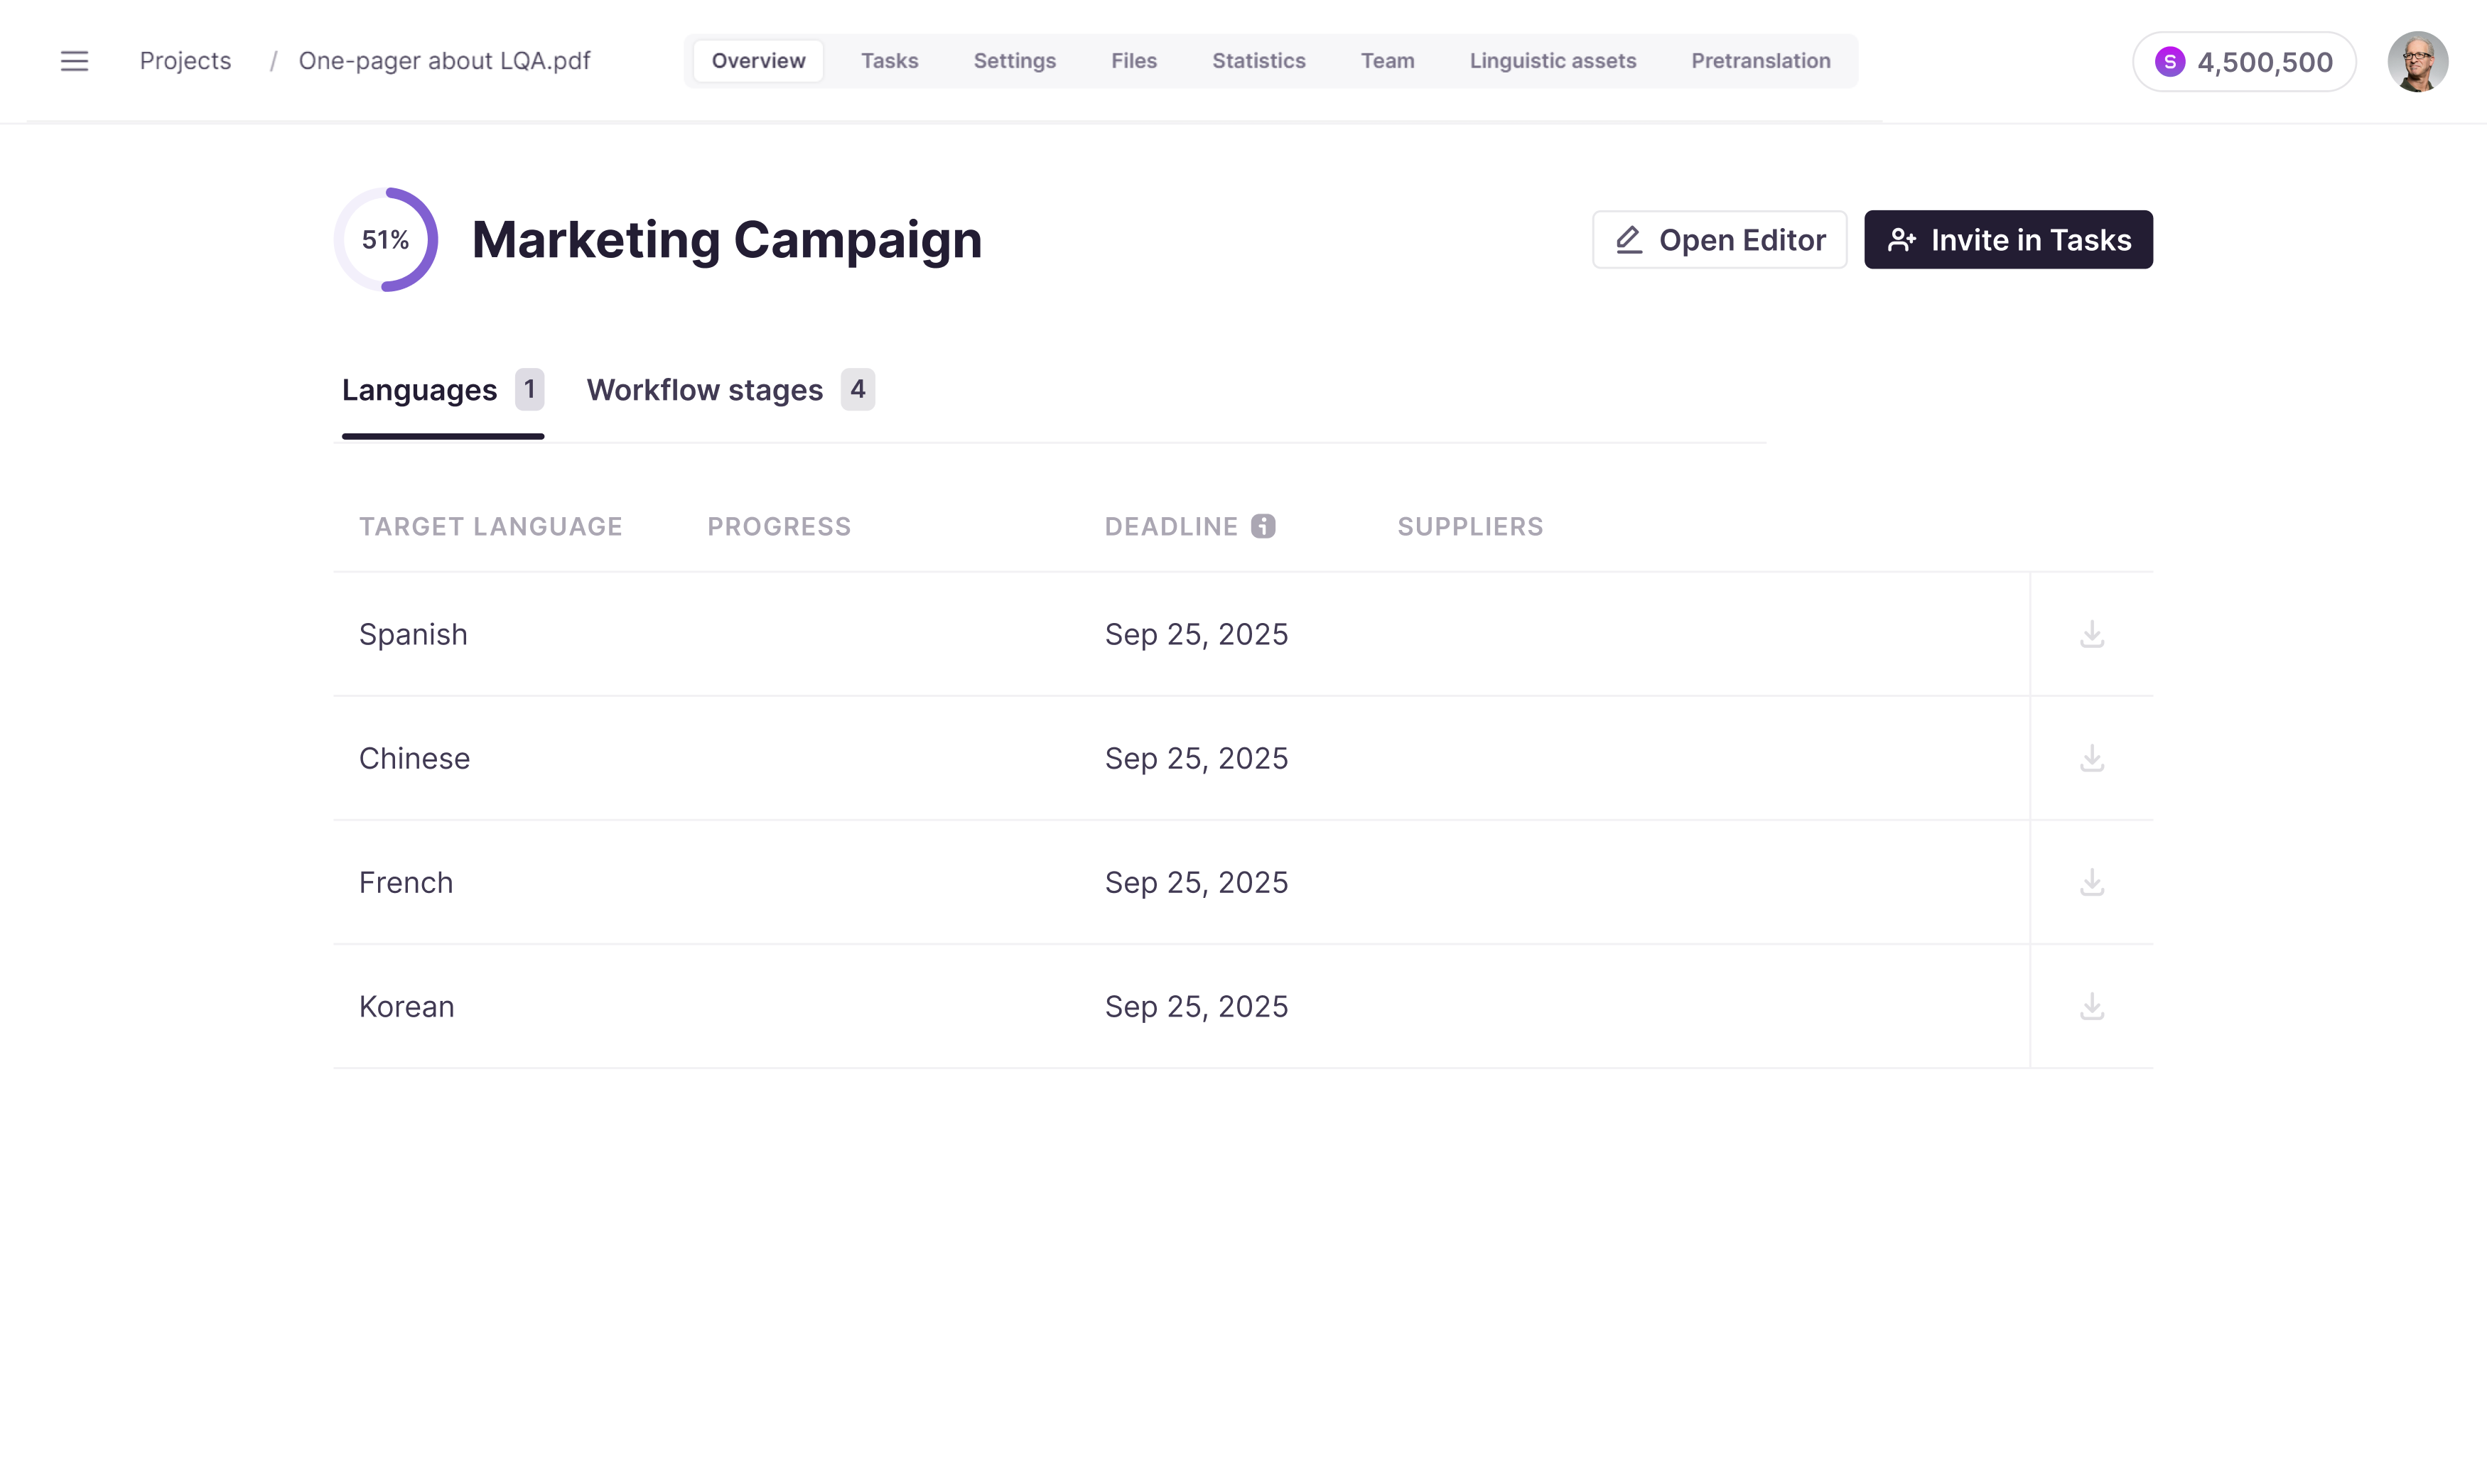 Projects / One-pager about LQA.pdf Overview Tasks Settings Files Statistics Team Linguistic assets Pretranslation S 4,500,500
51% Marketing Campaign Open Editor Invite in Tasks
Languages 1 Workflow stages 4
TARGET LANGUAGE PROGRESS DEADLINE i SUPPLIERS
Spanish Sep 25, 2025
Chinese Sep 25, 2025
French Sep 25, 2025
Korean Sep 25, 2025